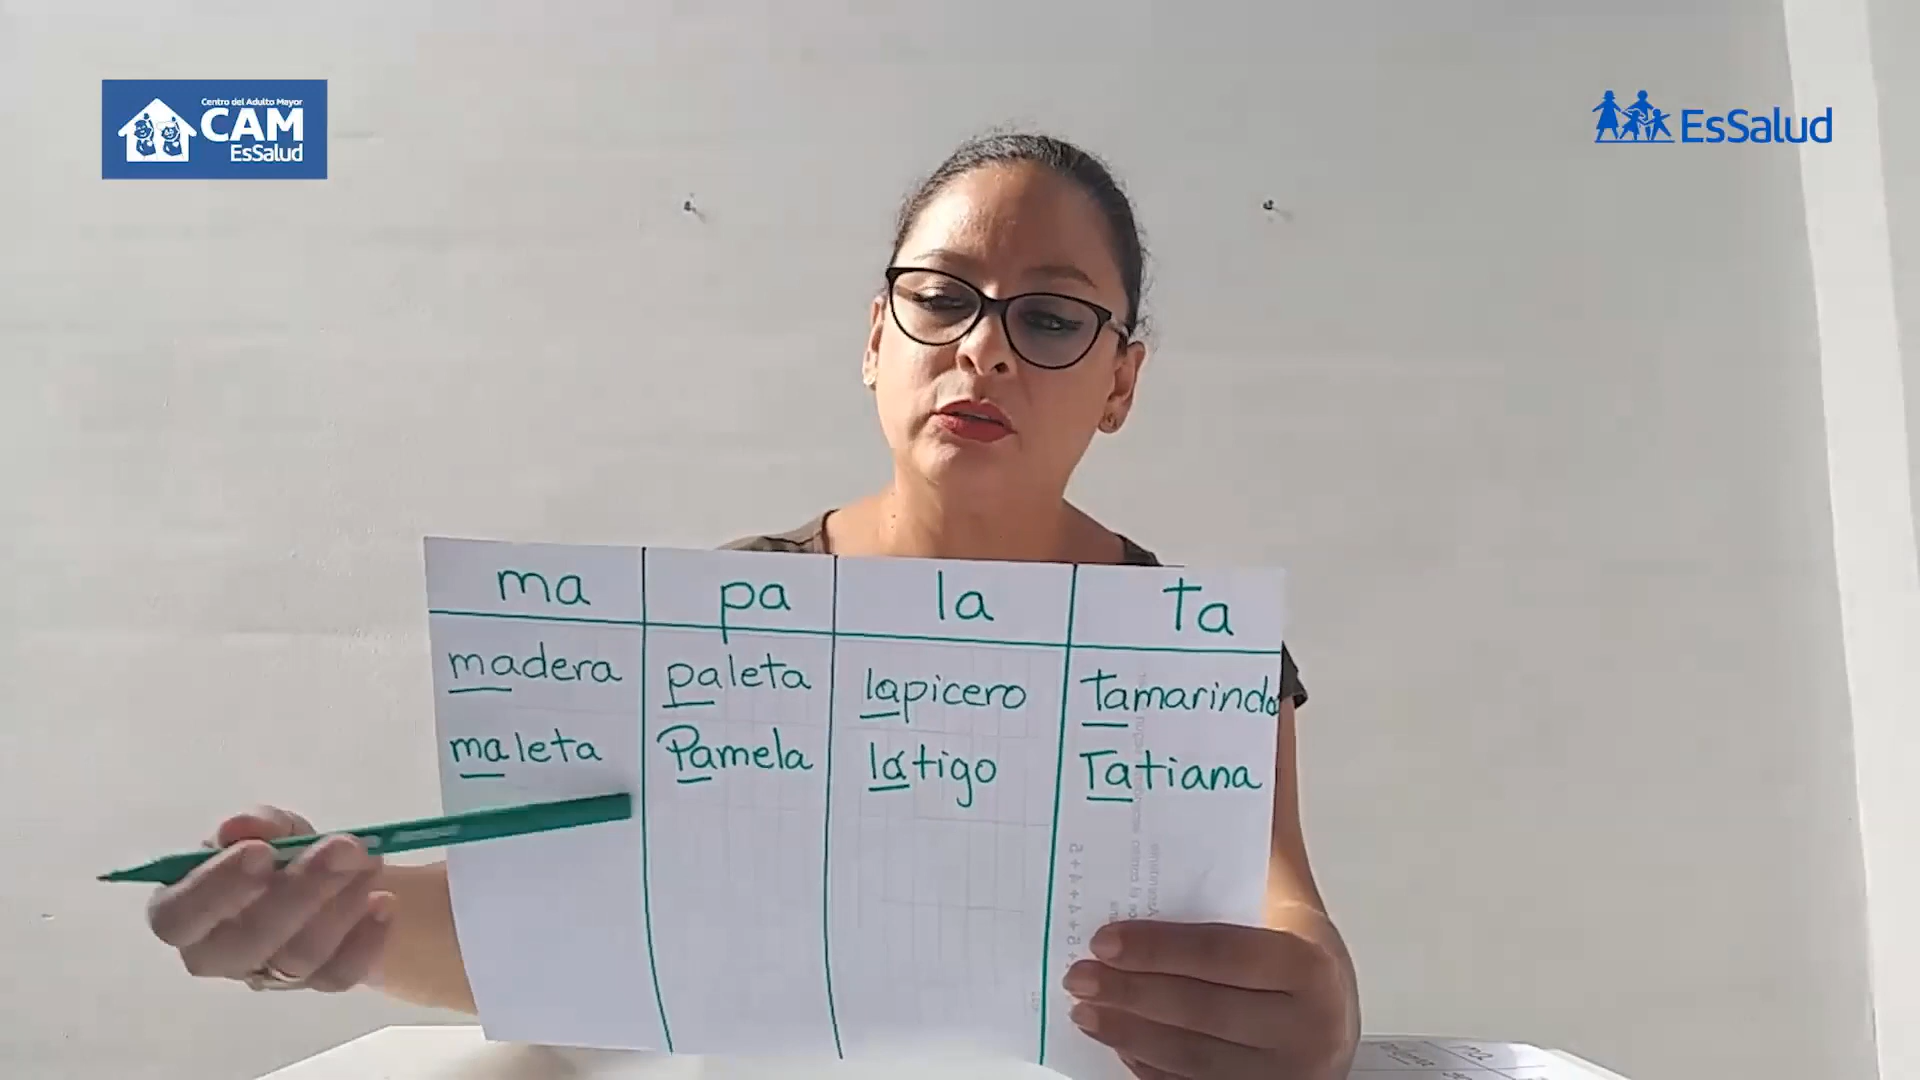 Centro del Adulto Mayor
CAM
EsSalud
EsSalud
ma pa la ta
madera paleta lapicero tamarindo
maleta Pamela látigo Tatiana